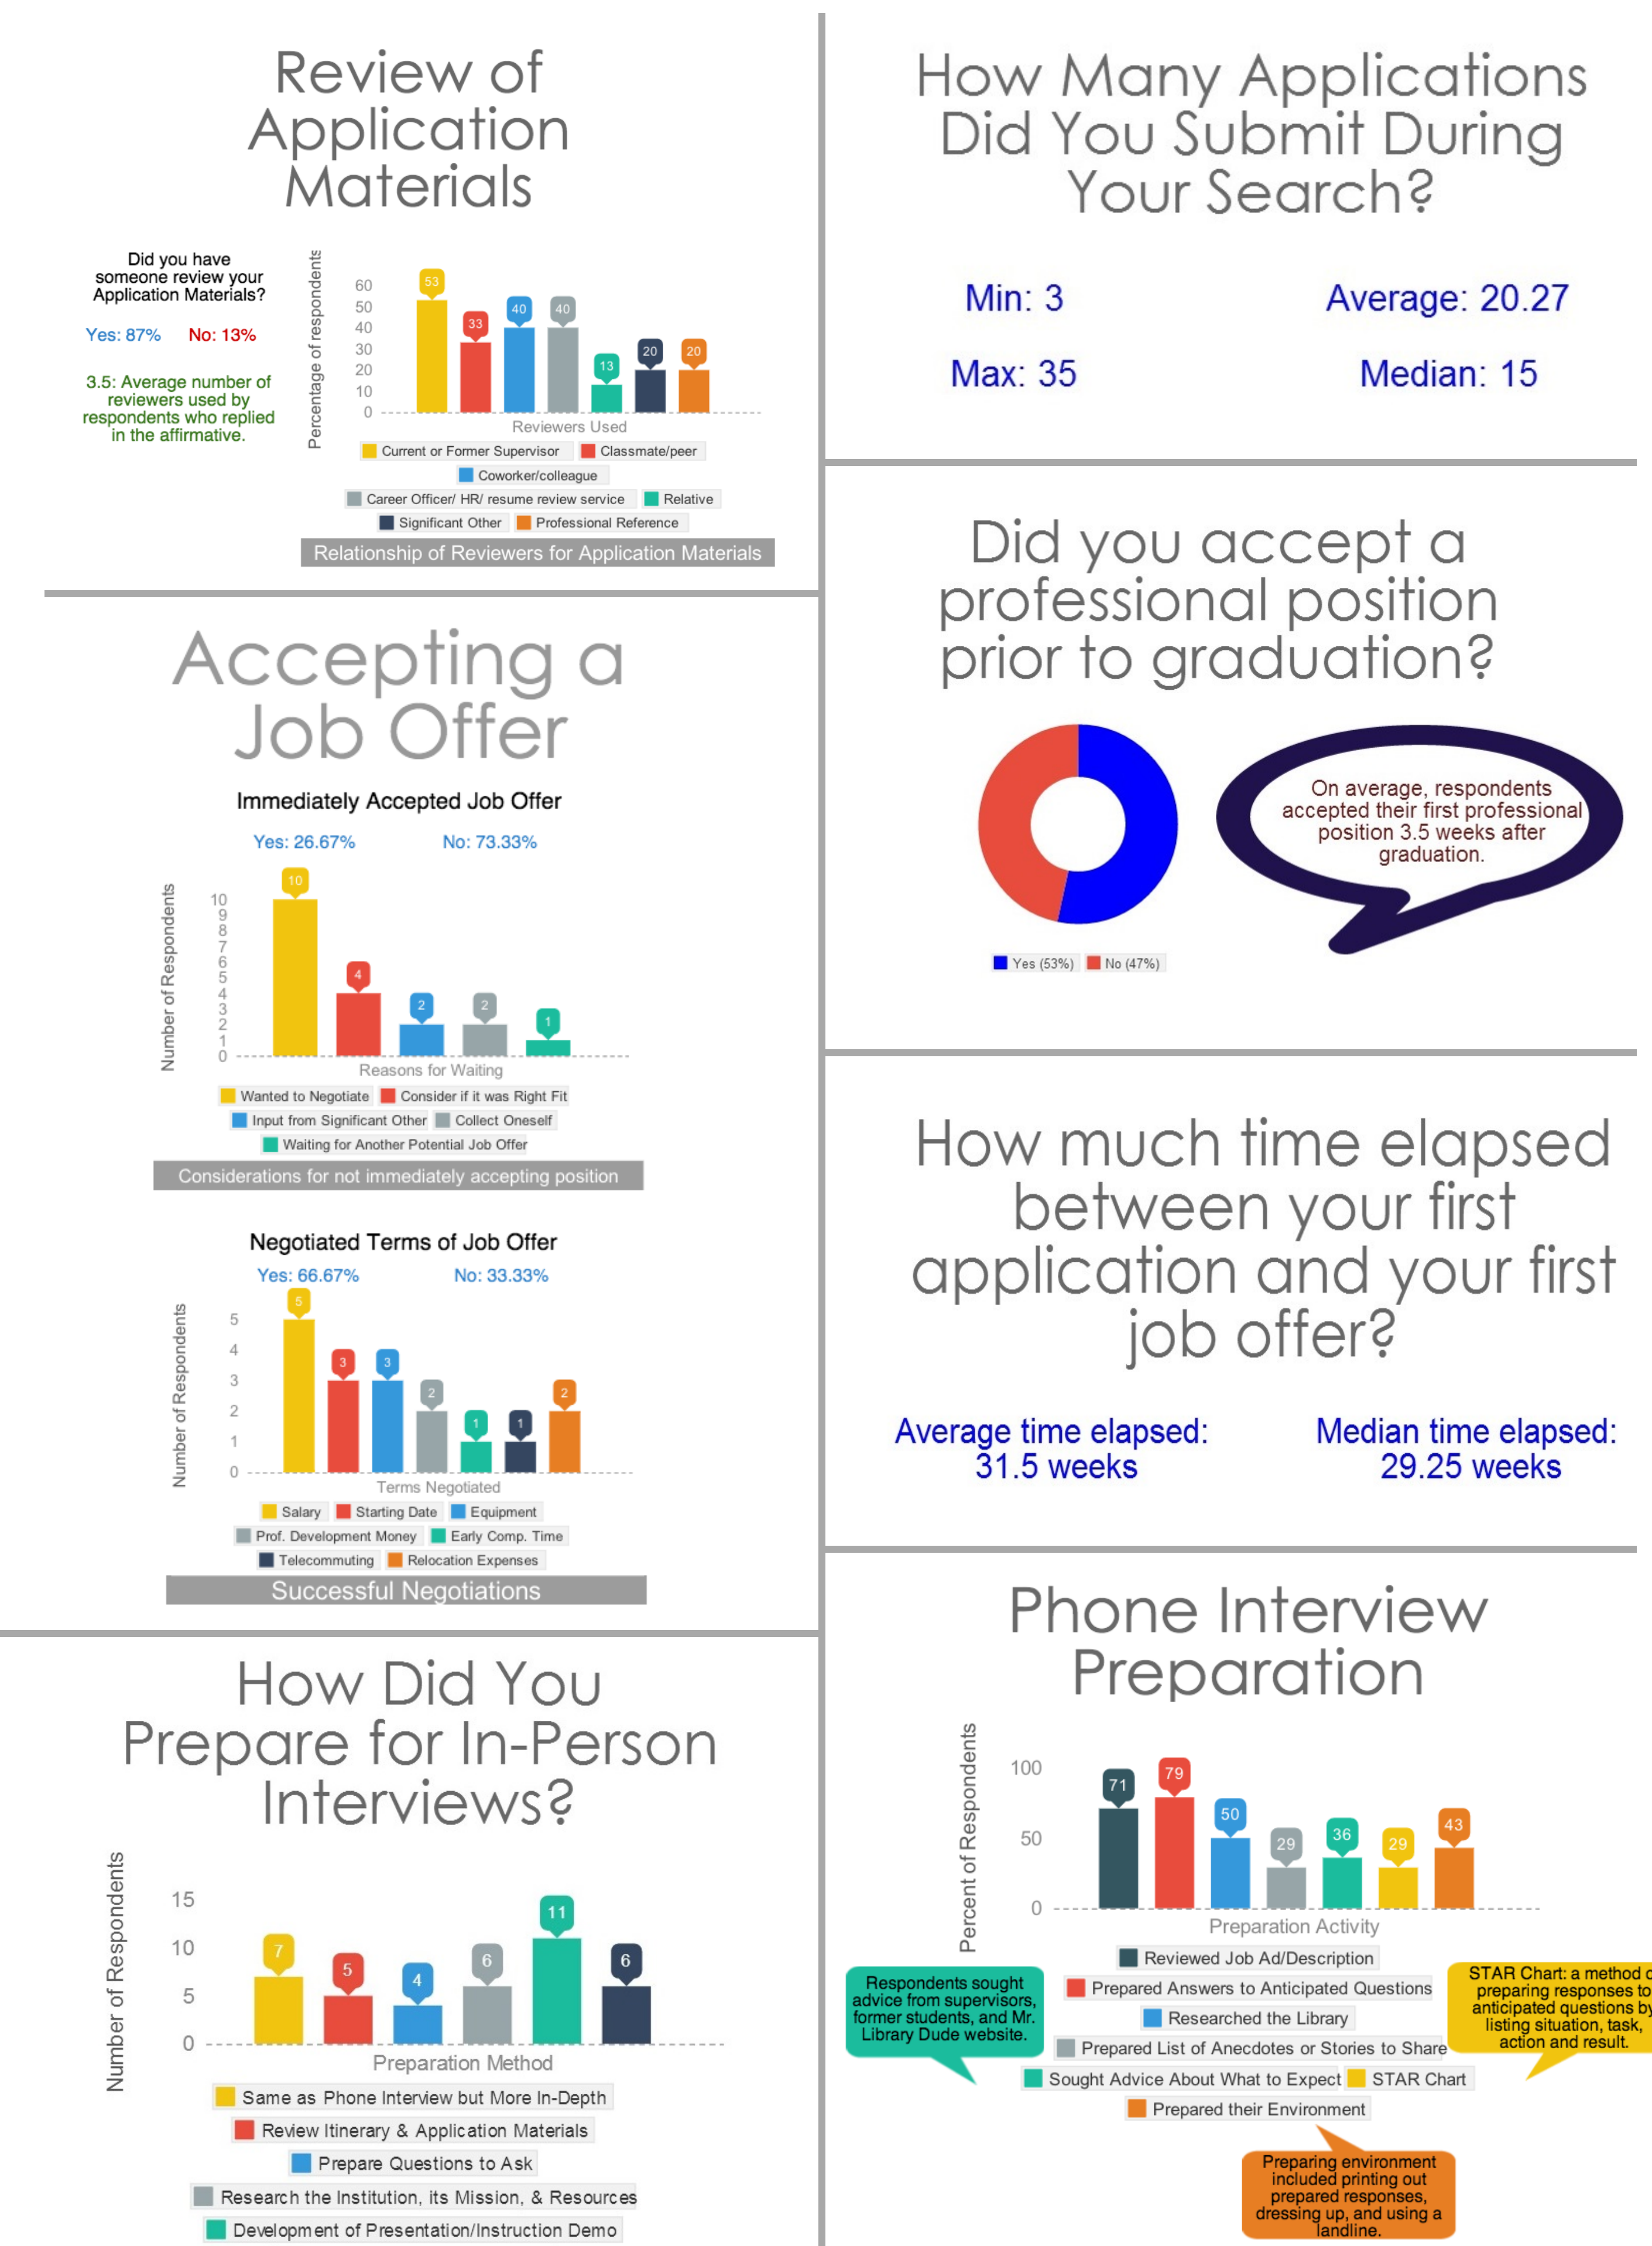 Review of
Application
Materials
Did you have
someone review your
Application Materials?
Yes: 87% No: 13%
3.5: Average number of
reviewers used by
respondents who replied
in the affirmative.
Percentage of respondents
60
50
40
30
20
10
0
53
33
40
40
13
20
20
Reviewers Used
Current or Former Supervisor Classmate/peer
Coworker/colleague
Career Officer/ HR/ resume review service Relative
Significant Other Professional Reference
Relationship of Reviewers for Application Materials
Accepting a
Job Offer
Immediately Accepted Job Offer
Yes: 26.67% No: 73.33%
Number of Respondents
10
9
8
7
6
5
4
3
2
1
0
10
4
2
2
1
Reasons for Waiting
Wanted to Negotiate Consider if it was Right Fit
Input from Significant Other Collect Oneself
Waiting for Another Potential Job Offer
Considerations for not immediately accepting position
Negotiated Terms of Job Offer
Yes: 66.67% No: 33.33%
Number of Respondents
5
4
3
2
1
0
5
3
3
2
1
1
2
Terms Negotiated
Salary Starting Date Equipment
Prof. Development Money Early Comp. Time
Telecommuting Relocation Expenses
Successful Negotiations
How Did You
Prepare for In-Person
Interviews?
Number of Respondents
15
10
5
0
7
5
4
6
11
6
Preparation Method
Same as Phone Interview but More In-Depth
Review Itinerary & Application Materials
Prepare Questions to Ask
Research the Institution, its Mission, & Resources
Development of Presentation/Instruction Demo
How Many Applications
Did You Submit During
Your Search?
Min: 3 Average: 20.27
Max: 35 Median: 15
Did you accept a
professional position
prior to graduation?
Yes (53%) No (47%)
On average, respondents
accepted their first professional
position 3.5 weeks after
graduation.
How much time elapsed
between your first
application and your first
job offer?
Average time elapsed:
31.5 weeks
Median time elapsed:
29.25 weeks
Phone Interview
Preparation
Percent of Respondents
100
50
0
71
79
50
29
36
29
43
Preparation Activity
Reviewed Job Ad/Description
Prepared Answers to Anticipated Questions
Researched the Library
Prepared List of Anecdotes or Stories to Share
Sought Advice About What to Expect STAR Chart
Prepared their Environment
Respondents sought
advice from supervisors,
former students, and Mr.
Library Dude website.
STAR Chart: a method
preparing responses to
anticipated questions by
listing situation, task,
action and result.
Preparing environment
included printing out
prepared responses,
dressing up, and using a
landline.